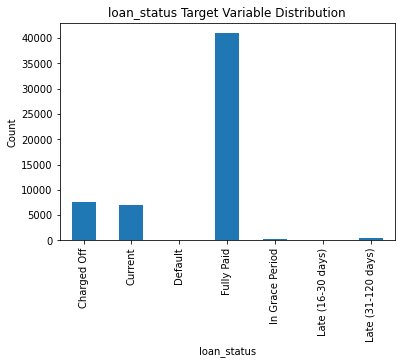 loan_status Target Variable Distribution
Count
40000
35000
30000
25000
20000
15000
10000
5000
0
Charged Off
Current
Default
Fully Paid
In Grace Period
Late (16-30 days)
Late (31-120 days)
loan_status